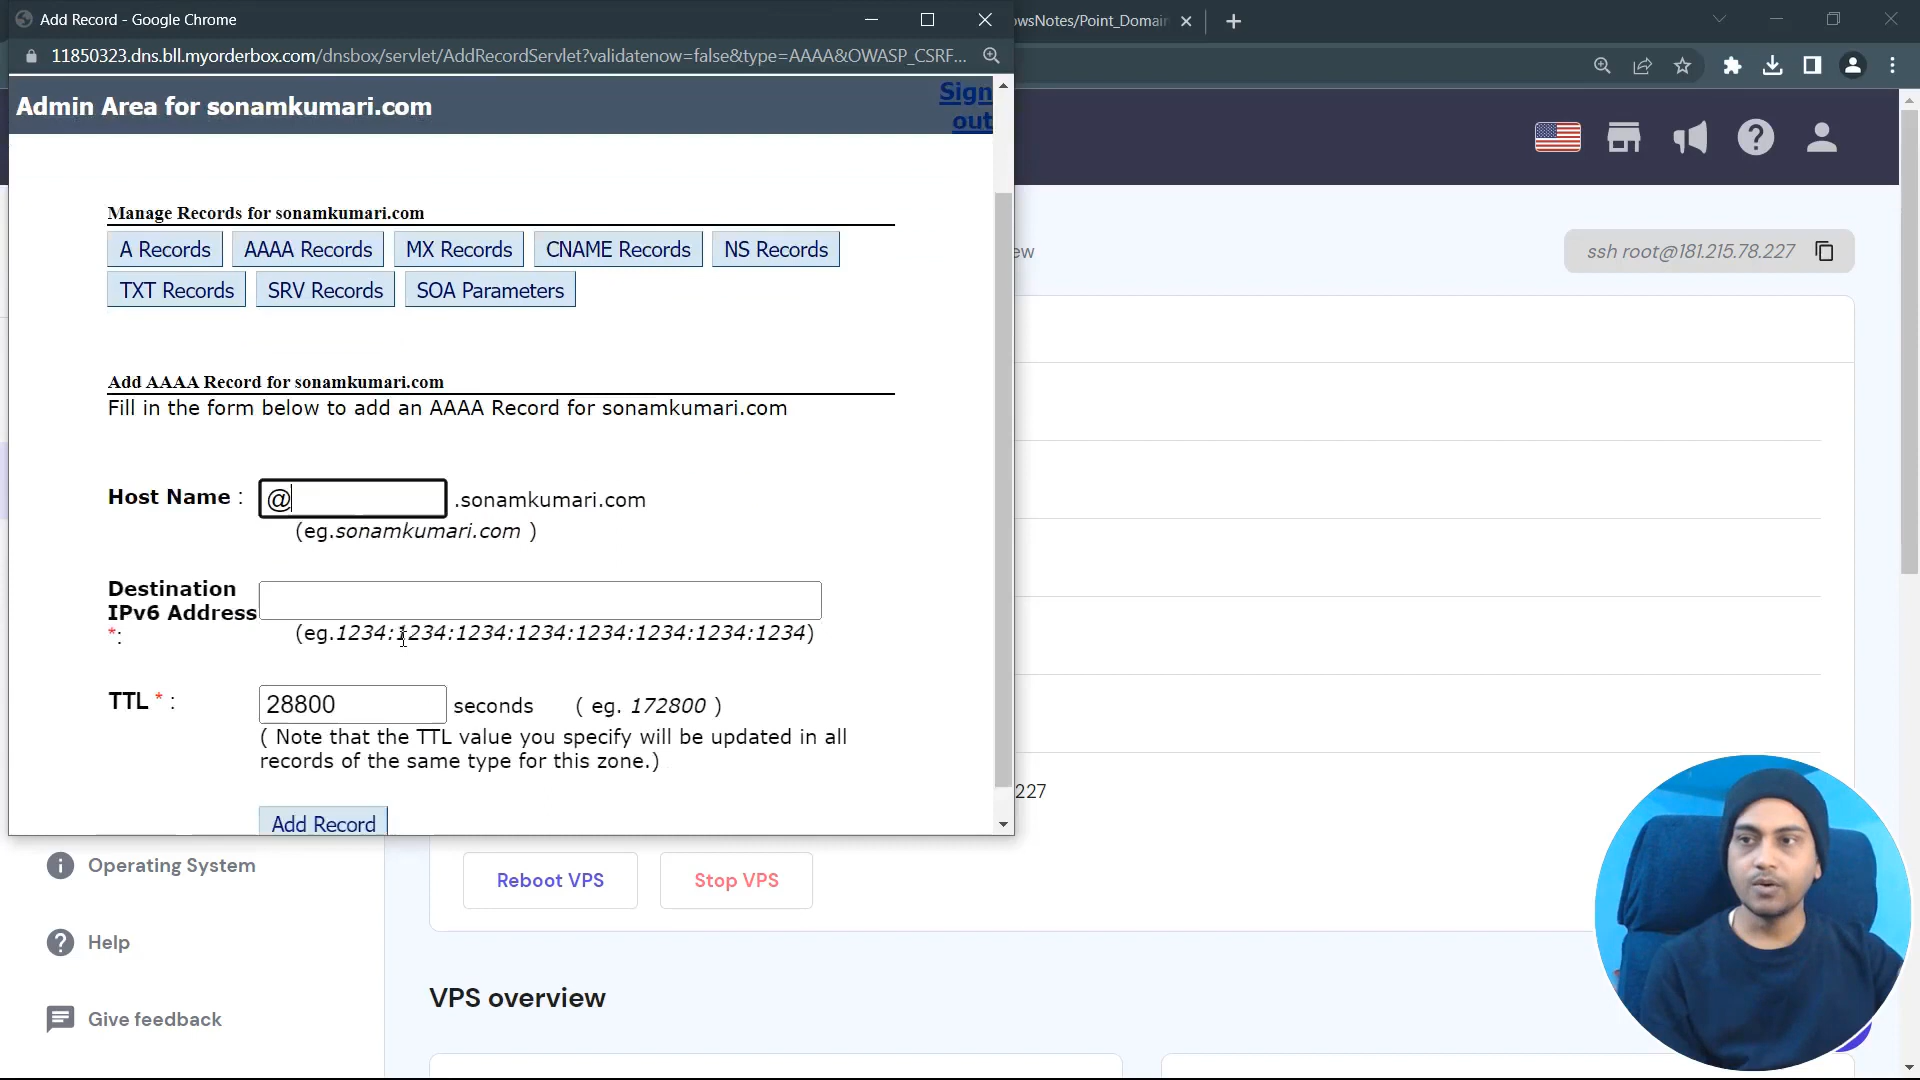 Add Record - Google Chrome
owsNotes/Point_Domain
11850323.dns.bll.myorderbox.com/dnsbox/servlet/AddRecordServlet?validatenow=false&type=AAAA&OWASP_CSRF...
Admin Area for sonamkumari.com
Sign
out
Manage Records for sonamkumari.com
A Records
AAAA Records
MX Records
CNAME Records
NS Records
ew
ssh root@181.215.78.227
TXT Records
SRV Records
SOA Parameters
Add AAAA Record for sonamkumari.com
Fill in the form below to add an AAAA Record for sonamkumari.com
Host Name :
@
.sonamkumari.com
(eg.sonamkumari.com )
Destination
IPv6 Address
*:
(eg.1234:1234:1234:1234:1234:1234:1234:1234)
TTL * :
28800
seconds
( eg. 172800 )
( Note that the TTL value you specify will be updated in all
records of the same type for this zone.)
227
Add Record
Operating System
Reboot VPS
Stop VPS
Help
VPS overview
Give feedback